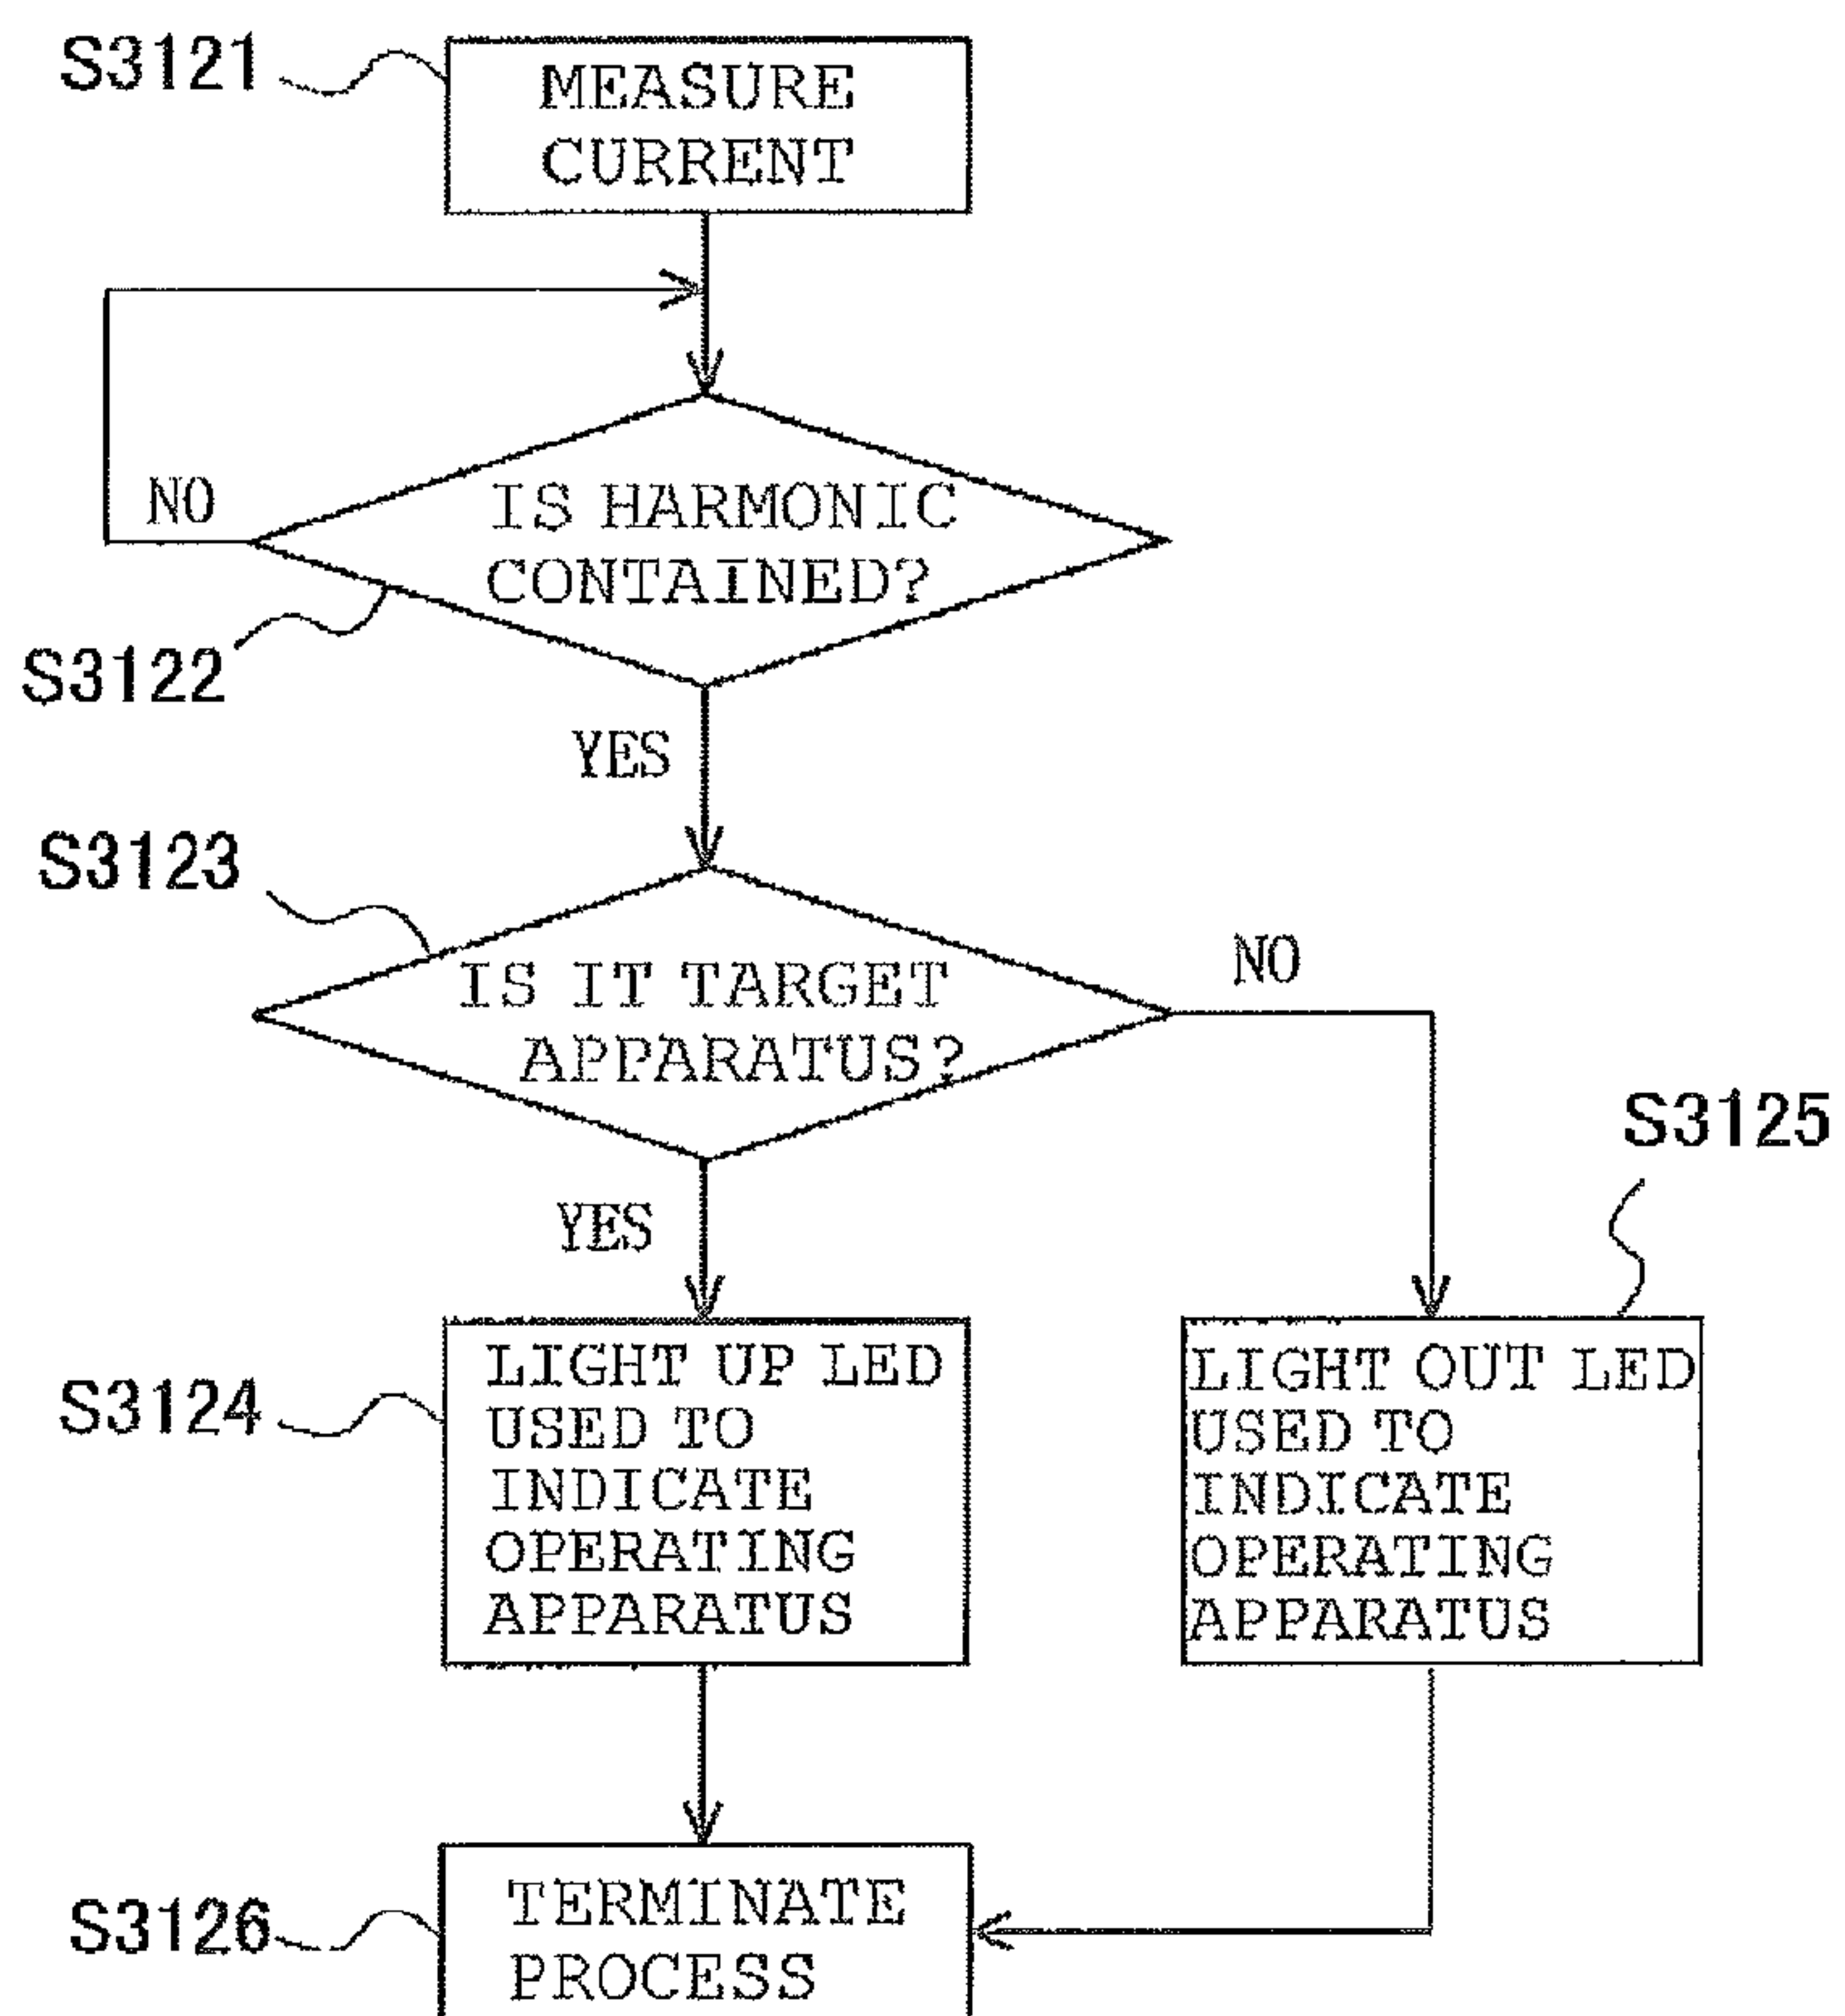 S3121
MEASURE
CURRENT
NO
IS HARMONIC
CONTAINED?
S3122
YES
S3123
IS IT TARGET
APPARATUS?
NO
YES
S3125
S3124
LIGHT UP LED
USED TO
INDICATE
OPERATING
APPARATUS
LIGHT OUT LED
USED TO
INDICATE
OPERATING
APPARATUS
S3126
TERMINATE
PROCESS